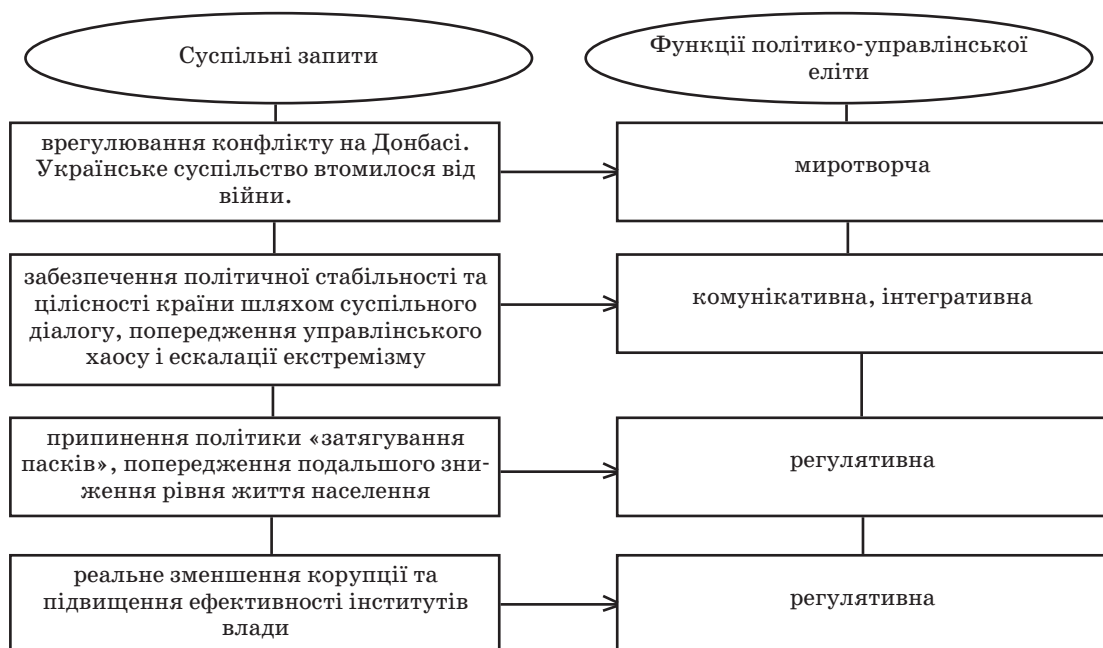 Суспільні запити
Функції політико-управлінської
еліти
врегулювання конфлікту на Донбасі.
Українське суспільство втомилося від
війни.
миротворча
забезпечення політичної стабільності та
цілісності країни шляхом суспільного
діалогу, попередження управлінського
хаосу і ескалації екстремізму
комунікативна, інтегративна
припинення політики «затягування
пасків», попередження подальшого зни-
ження рівня життя населення
регулятивна
реальне зменшення корупції та
підвищення ефективності інститутів
влади
регулятивна